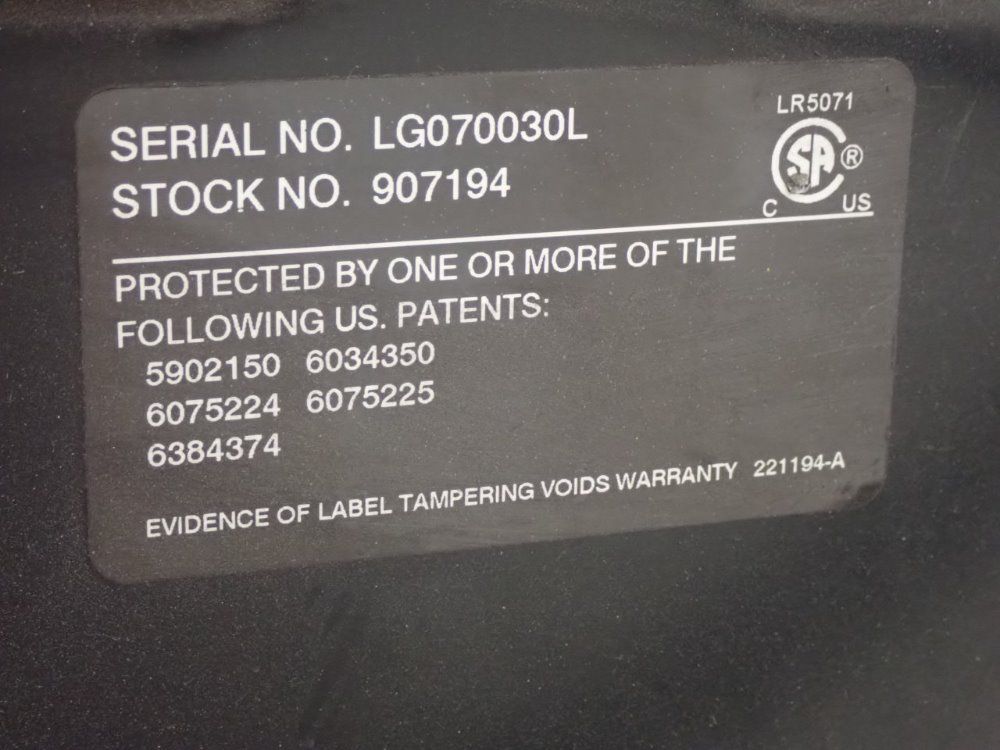 LR5071
SERIAL NO. LG070030L
STOCK NO. 907194
SA ®
C US
PROTECTED BY ONE OR MORE OF THE
FOLLOWING US. PATENTS:
5902150 6034350
6075224 6075225
6384374
EVIDENCE OF LABEL TAMPERING VOIDS WARRANTY 221194-A